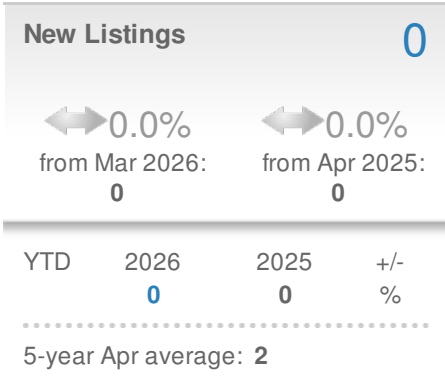 New Listings 0
0.0% 0.0%
from Mar 2026: from Apr 2025:
0 0
YTD 2026 2025 +/-
0 0 %
5-year Apr average: 2